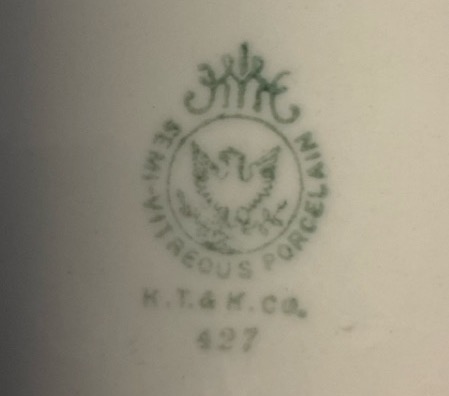 SEMI-VITREOUS PORCELAIN
K.T.& K.CO.
427